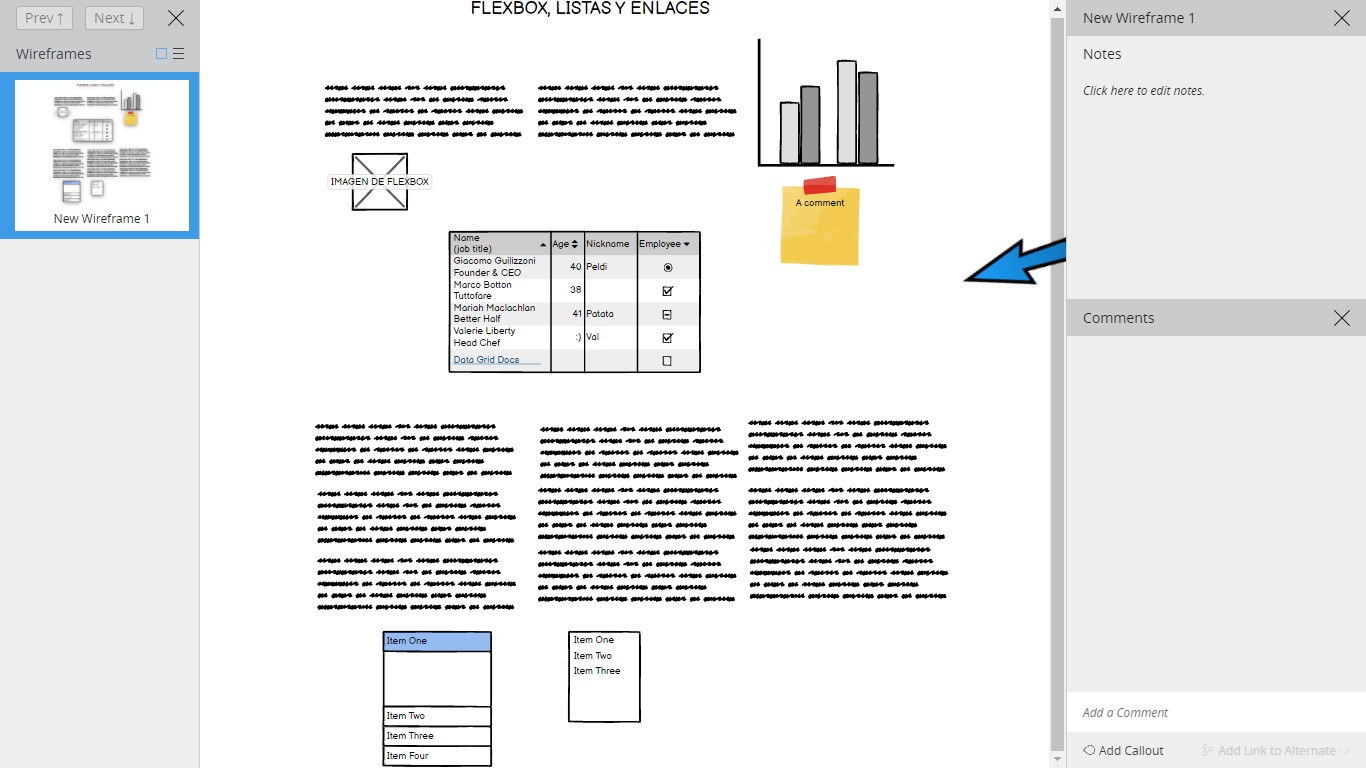 Prev ↑
Next ↓
Wireframes
New Wireframe 1
FLEXBOX, LISTAS Y ENLACES
IMAGEN DE FLEXBOX
A comment
Name
(job title)
Age
Nickname
Employee
Giacomo Guilizzoni
Founder & CEO
40
Peldi
Marco Botton
Tuttofare
38
Mariah Maclachlan
Better Half
41
Patata
Valerie Liberty
Head Chef
:)
Val
Data Grid Docs
Item One
Item Two
Item Three
Item Four
Item One
Item Two
Item Three
New Wireframe 1
Notes
Click here to edit notes.
Comments
Add a Comment
Add Callout
Add Link to Alternate